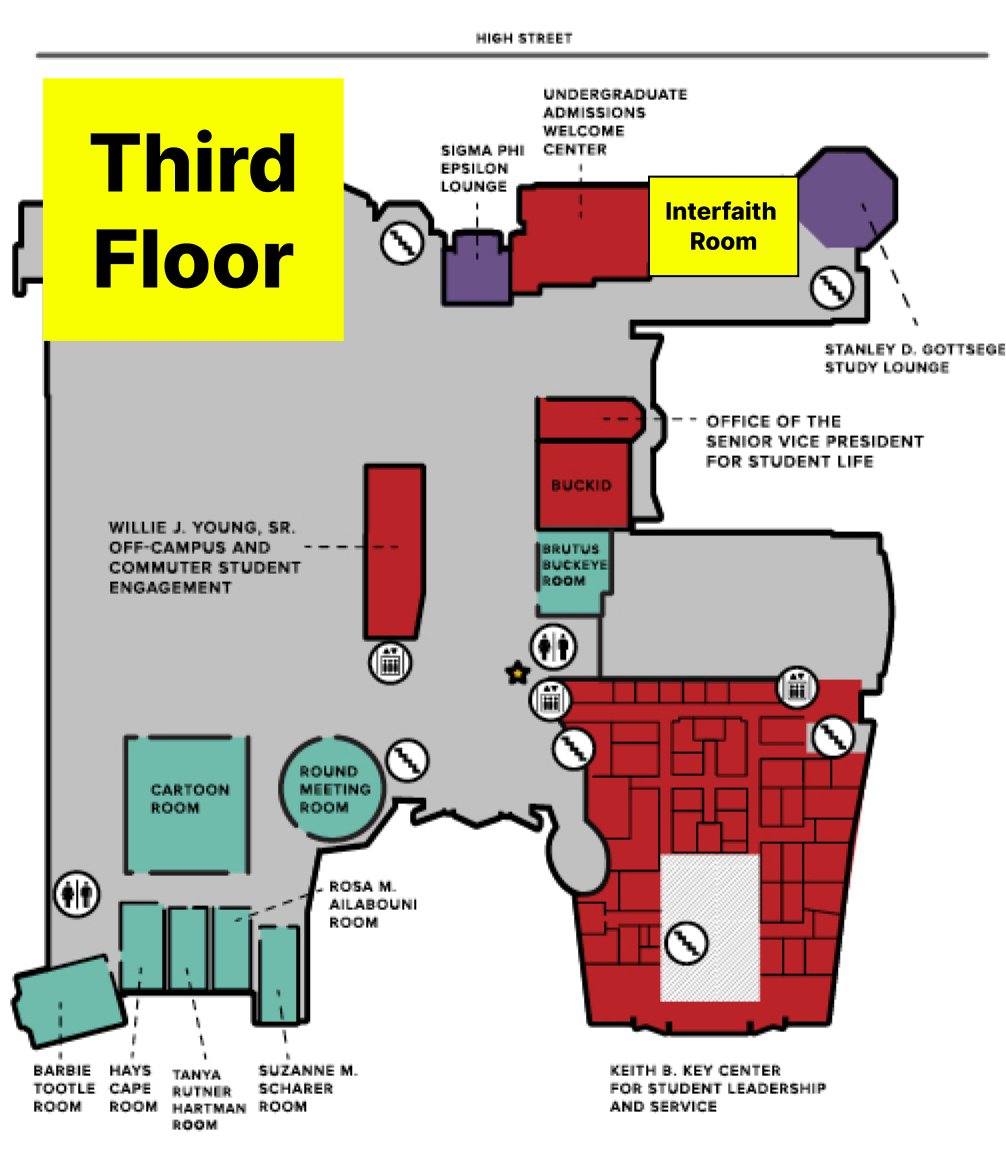 HIGH STREET
Third
Floor
UNDERGRADUATE
ADMISSIONS
WELCOME
CENTER
SIGMA PHI
EPSILON
LOUNGE
Interfaith
Room
STANLEY D. GOTTSEGE
STUDY LOUNGE
OFFICE OF THE
SENIOR VICE PRESIDENT
FOR STUDENT LIFE
BUCKID
WILLIE J. YOUNG, SR.
OFF-CAMPUS AND
COMMUTER STUDENT
ENGAGEMENT
BRUTUS
BUCKEYE
ROOM
CARTOON
ROOM
ROUND
MEETING
ROOM
ROSA M.
AILABOUNI
ROOM
BARBIE
TOOTLE
ROOM
HAYS
CAPE
ROOM
TANYA
RUTNER
HARTMAN
ROOM
SUZANNE M.
SCHARER
ROOM
KEITH B. KEY CENTER
FOR STUDENT LEADERSHIP
AND SERVICE